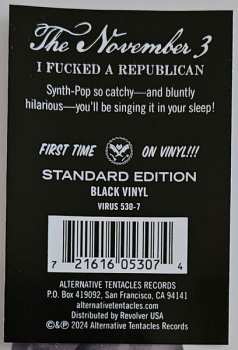 The November 3
I FUCKED A REPUBLICAN
Synth-Pop so catchy—and bluntly
hilarious—you'll be singing it in your sleep!
FIRST TIME ON VINYL!!!
STANDARD EDITION
BLACK VINYL
VIRUS 530-7
7 21616 05307 4
ALTERNATIVE TENTACLES RECORDS
P.O. Box 419092, San Francisco, CA 94141
Distributed by Revolver USA
©&℗ 2024 Alternative Tentacles Records